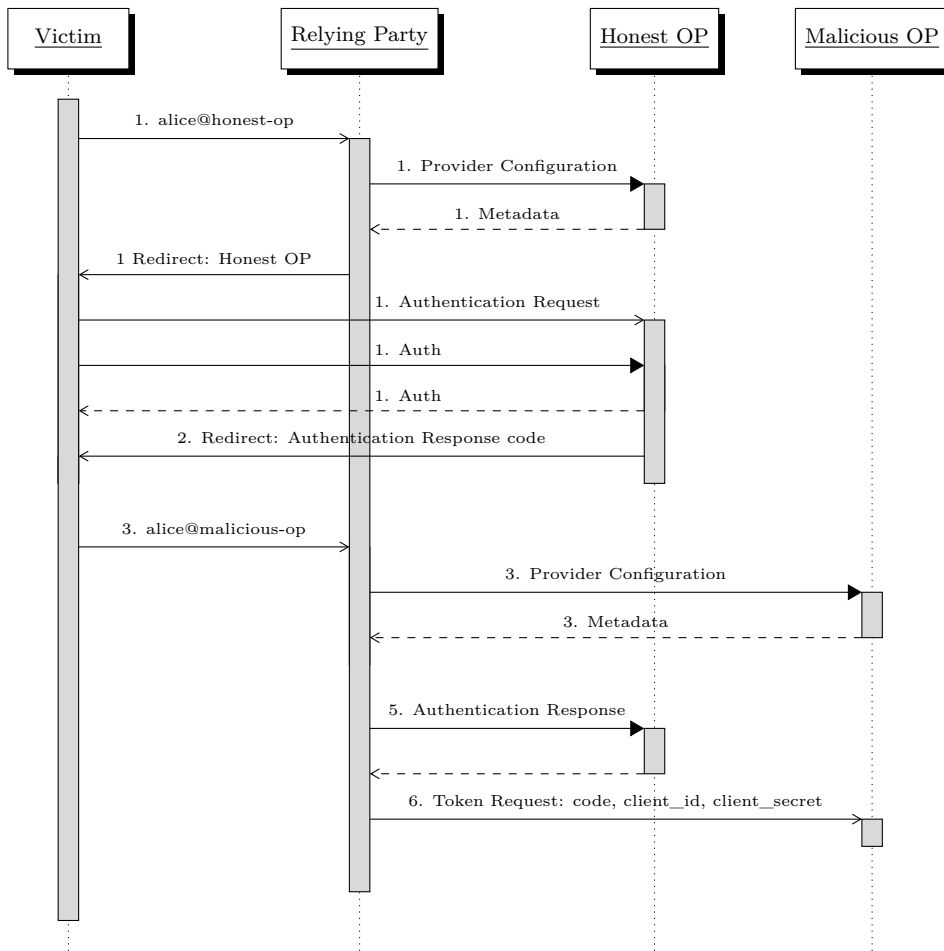 Victim
Relying Party
Honest OP
Malicious OP
1. alice@honest-op
1. Provider Configuration
1. Metadata
1 Redirect: Honest OP
1. Authentication Request
1. Auth
1. Auth
2. Redirect: Authentication Response code
3. alice@malicious-op
3. Provider Configuration
3. Metadata
5. Authentication Response
6. Token Request: code, client_id, client_secret